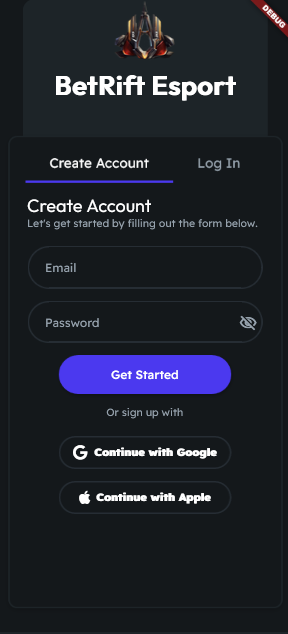 DEBUG
BetRift Esport
Create Account
Log In
Create Account
Let's get started by filling out the form below.
Email
Password
Get Started
Or sign up with
Continue with Google
Continue with Apple